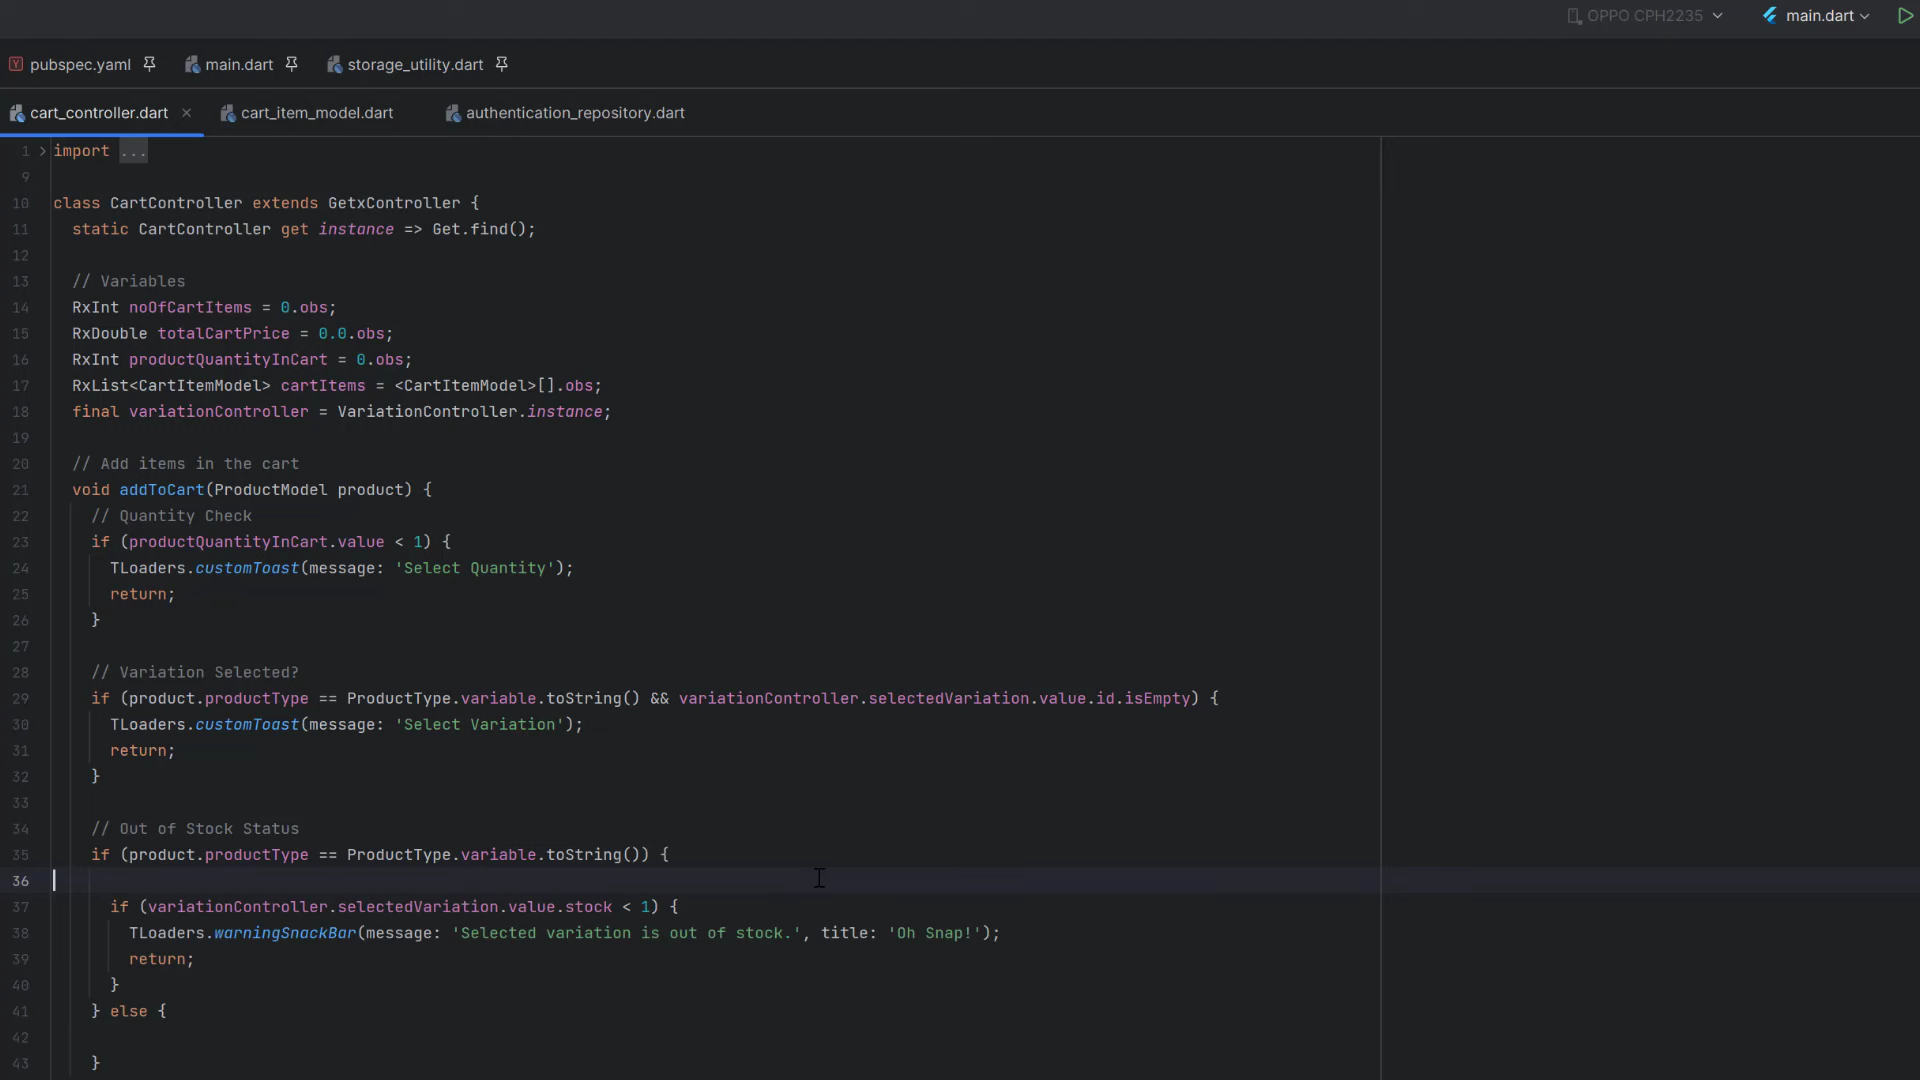 OPPO CPH2235 main.dart
pubspec.yaml main.dart storage_utility.dart
cart_controller.dart cart_item_model.dart authentication_repository.dart
1 import ...
9
10 class CartController extends GetxController {
11 static CartController get instance => Get.find();
12
13 // Variables
14 RxInt noOfCartItems = 0.obs;
15 RxDouble totalCartPrice = 0.0.obs;
16 RxInt productQuantityInCart = 0.obs;
17 RxList<CartItemModel> cartItems = <CartItemModel>[].obs;
18 final variationController = VariationController.instance;
19
20 // Add items in the cart
21 void addToCart(ProductModel product) {
22 // Quantity Check
23 if (productQuantityInCart.value < 1) {
24 TLoaders.customToast(message: 'Select Quantity');
25 return;
26 }
27
28 // Variation Selected?
29 if (product.productType == ProductType.variable.toString() && variationController.selectedVariation.value.id.isEmpty) {
30 TLoaders.customToast(message: 'Select Variation');
31 return;
32 }
33
34 // Out of Stock Status
35 if (product.productType == ProductType.variable.toString()) {
36
37 if (variationController.selectedVariation.value.stock < 1) {
38 TLoaders.warningSnackBar(message: 'Selected variation is out of stock.', title: 'Oh Snap!');
39 return;
40 }
41 } else {
42
43 }